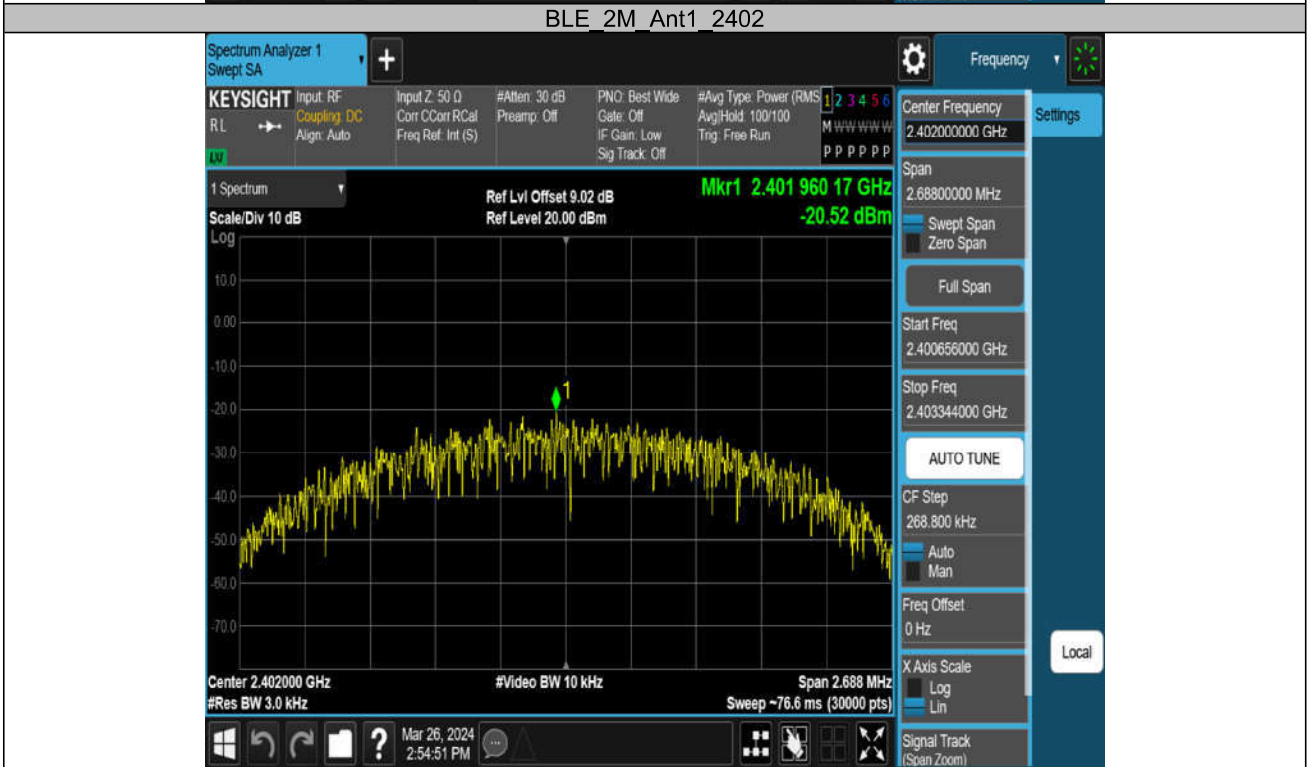 BLE_2M_Ant1_2402
Spectrum Analyzer 1
Swept SA
+
Frequency
KEYSIGHT
RL
Input: RF
Coupling: DC
Align: Auto
Input Z: 50 Ω
Corr CCorr RCal
Freq Ref: Int (S)
#Atten: 30 dB
Preamp: Off
PNO: Best Wide
Gate: Off
IF Gain: Low
Sig Track: Off
#Avg Type: Power (RMS
Avg|Hold: 100/100
Trig: Free Run
1 2 3 4 5 6
M W W W W W
P P P P P P
1 Spectrum
Scale/Div 10 dB
Log
Ref Lvl Offset 9.02 dB
Ref Level 20.00 dBm
Mkr1 2.401 960 17 GHz
-20.52 dBm
10.0
0.00
-10.0
-20.0
-30.0
-40.0
-50.0
-60.0
-70.0
1
Center 2.402000 GHz
#Res BW 3.0 kHz
#Video BW 10 kHz
Span 2.688 MHz
Sweep ~76.6 ms (30000 pts)
Center Frequency
2.402000000 GHz
Settings
Span
2.68800000 MHz
Swept Span
Zero Span
Full Span
Start Freq
2.400656000 GHz
Stop Freq
2.403344000 GHz
AUTO TUNE
CF Step
268.800 kHz
Auto
Man
Freq Offset
0 Hz
Local
X Axis Scale
Log
Lin
Signal Track
(Span Zoom)
?
Mar 26, 2024
2:54:51 PM